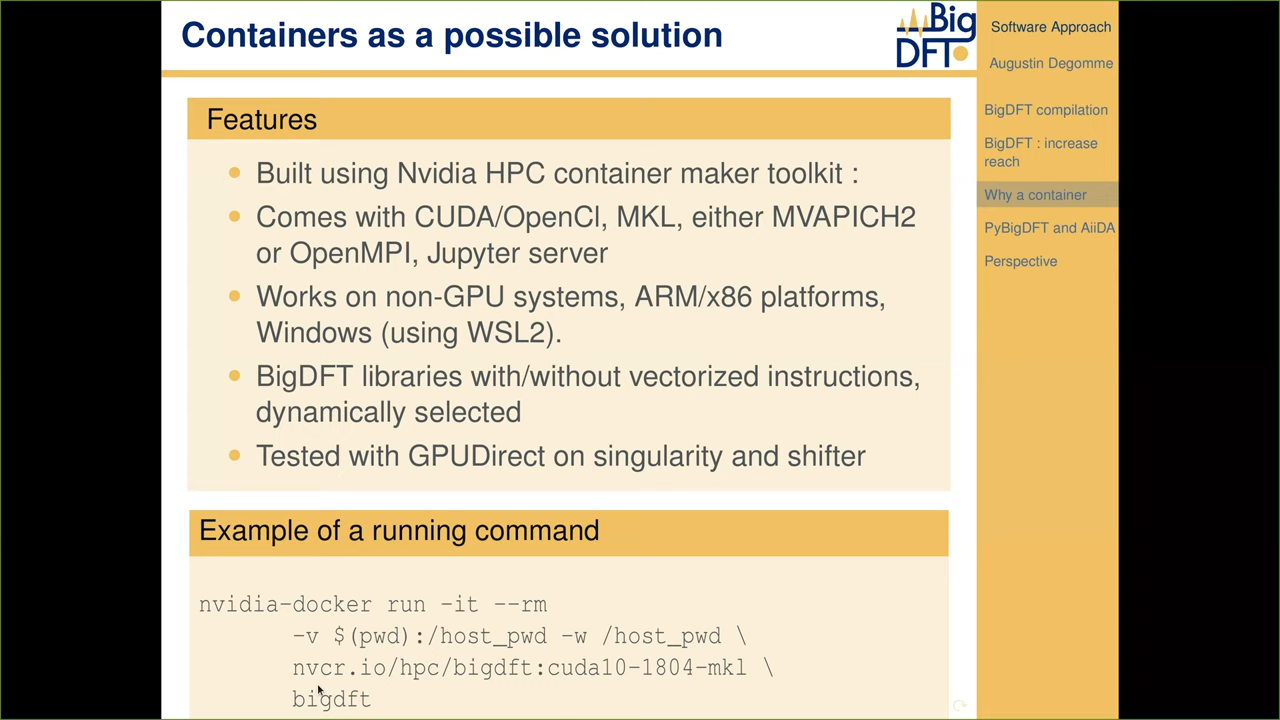 Containers as a possible solution
Big
DFT
Features
Built using Nvidia HPC container maker toolkit :
Comes with CUDA/OpenCl, MKL, either MVAPICH2
or OpenMPI, Jupyter server
Works on non-GPU systems, ARM/x86 platforms,
Windows (using WSL2).
BigDFT libraries with/without vectorized instructions,
dynamically selected
Tested with GPUDirect on singularity and shifter
Example of a running command
nvidia-docker run -it --rm
-v $(pwd):/host_pwd -w /host_pwd \
nvcr.io/hpc/bigdft:cuda10-1804-mkl \
bigdft
Software Approach
Augustin Degomme
BigDFT compilation
BigDFT : increase
reach
Why a container
PyBigDFT and AiiDA
Perspective